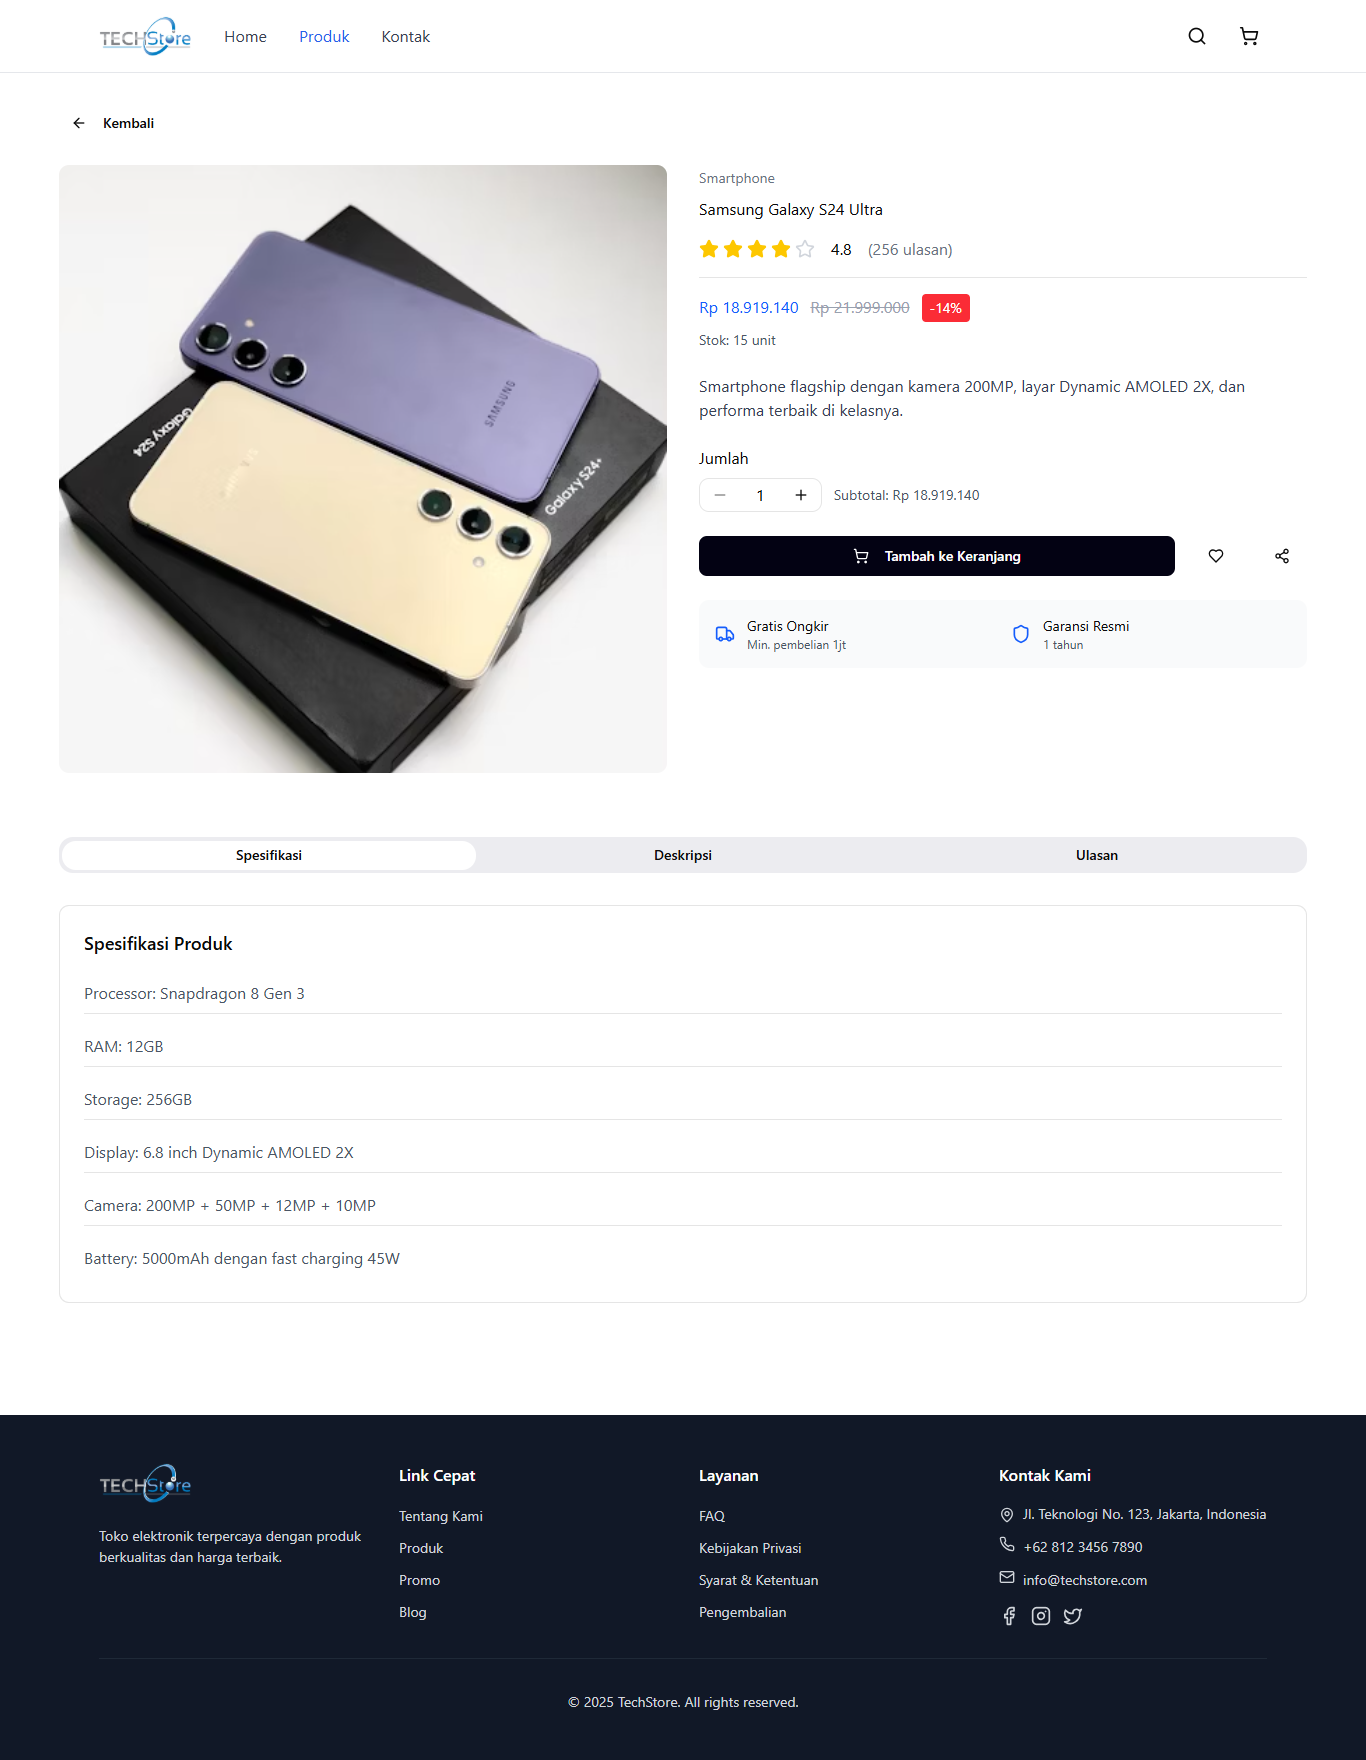 TECHStore
Home
Produk
Kontak
Kembali
SAMSUNG
Galaxy S24
Galaxy S24+
Smartphone
Samsung Galaxy S24 Ultra
4.8 (256 ulasan)
Rp 18.919.140 Rp 21.999.000 -14%
Stok: 15 unit
Smartphone flagship dengan kamera 200MP, layar Dynamic AMOLED 2X, dan
performa terbaik di kelasnya.
Jumlah
1
Subtotal: Rp 18.919.140
Tambah ke Keranjang
Gratis Ongkir
Min. pembelian 1jt
Garansi Resmi
1 tahun
Spesifikasi
Deskripsi
Ulasan
Spesifikasi Produk
Processor: Snapdragon 8 Gen 3
RAM: 12GB
Storage: 256GB
Display: 6.8 inch Dynamic AMOLED 2X
Camera: 200MP + 50MP + 12MP + 10MP
Battery: 5000mAh dengan fast charging 45W
TECHStore
Toko elektronik terpercaya dengan produk
berkualitas dan harga terbaik.
Link Cepat
Tentang Kami
Produk
Promo
Blog
Layanan
FAQ
Kebijakan Privasi
Syarat & Ketentuan
Pengembalian
Kontak Kami
Jl. Teknologi No. 123, Jakarta, Indonesia
+62 812 3456 7890
info@techstore.com
© 2025 TechStore. All rights reserved.